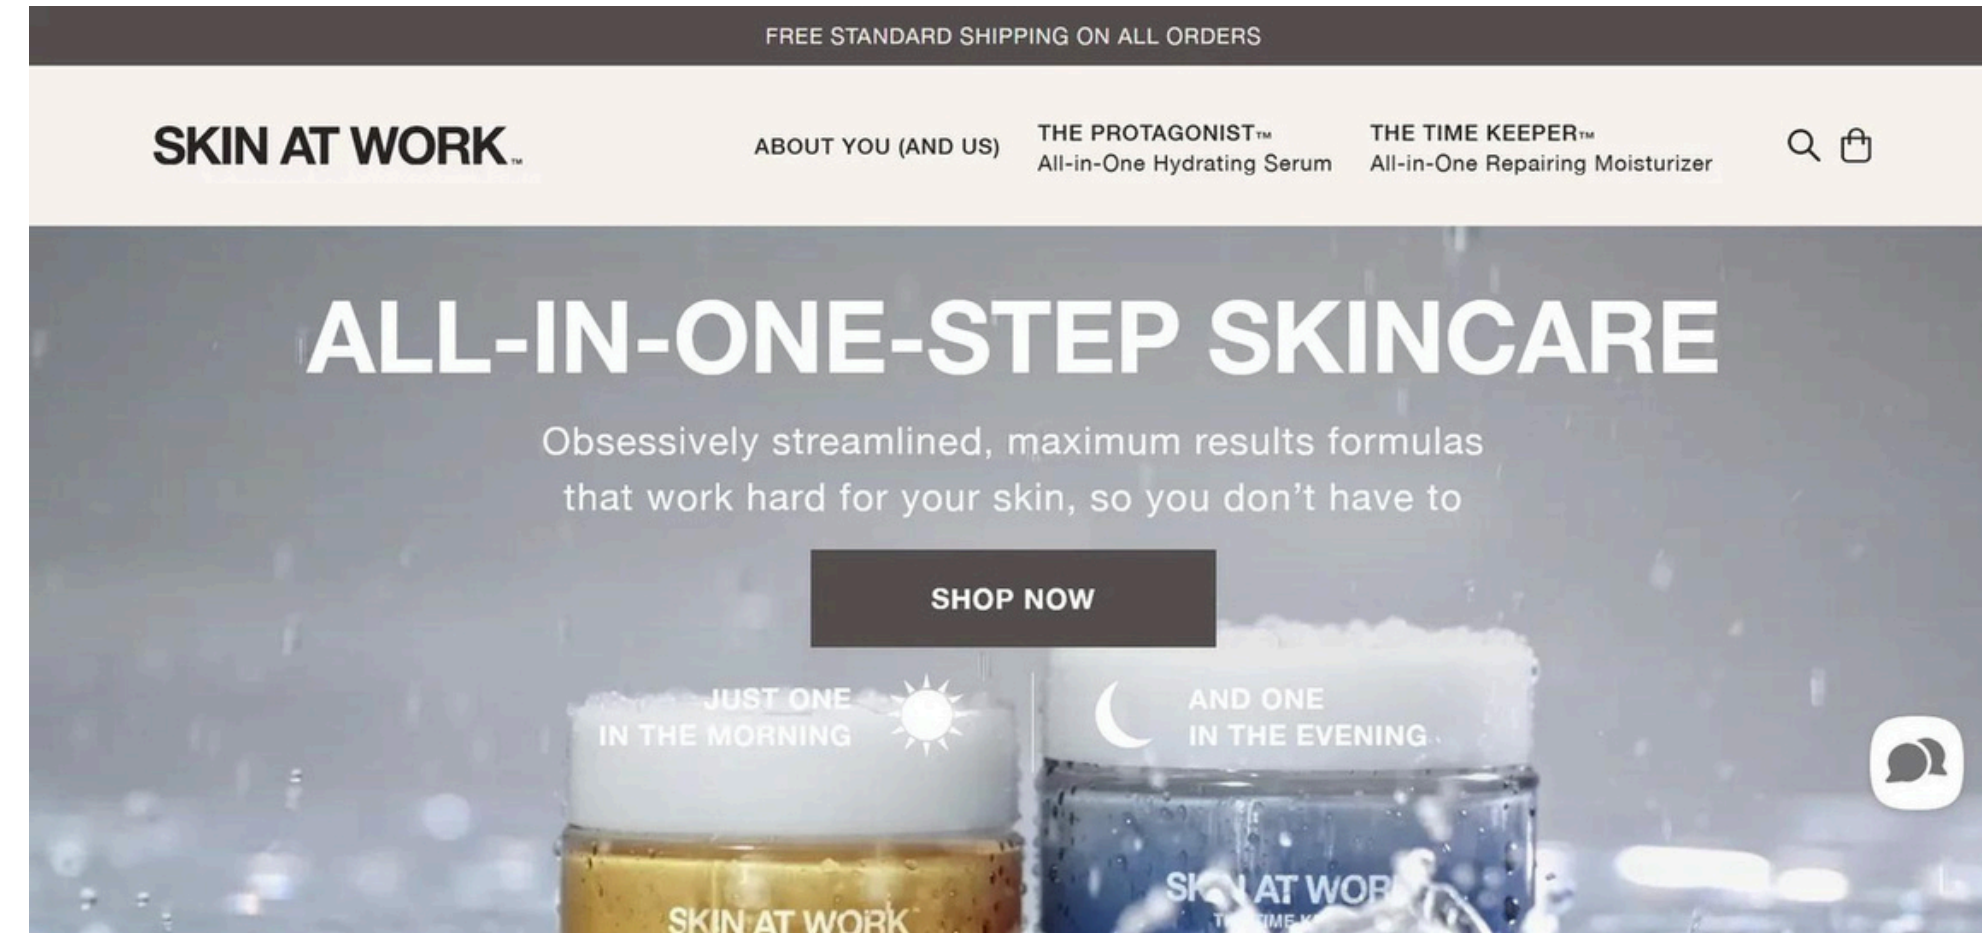 FREE STANDARD SHIPPING ON ALL ORDERS
SKIN AT WORK™
ABOUT YOU (AND US)
THE PROTAGONIST™
All-in-One Hydrating Serum
THE TIME KEEPER™
All-in-One Repairing Moisturizer
ALL-IN-ONE-STEP SKINCARE
Obsessively streamlined, maximum results formulas
that work hard for your skin, so you don’t have to
SHOP NOW
JUST ONE
IN THE MORNING
AND ONE
IN THE EVENING
SKIN AT WORK
AT